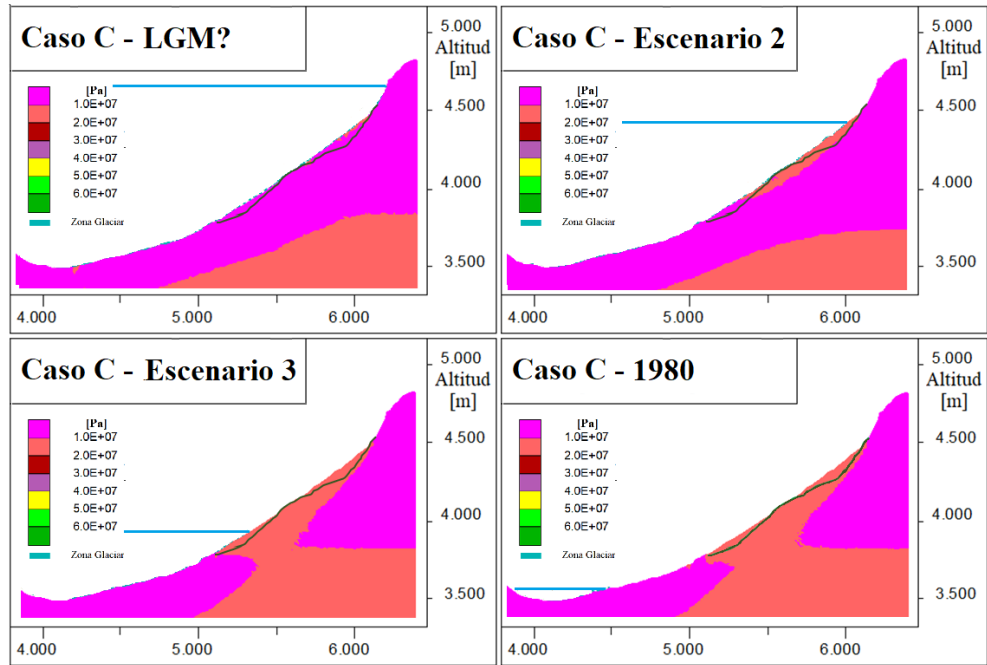 Caso C - LGM?
5.000
Altitud
[m]
4.500
4.000
3.500
[Pa]
1.0E+07
2.0E+07
3.0E+07
4.0E+07
5.0E+07
6.0E+07
Zona Glaciar
4.000
5.000
6.000
Caso C - Escenario 2
5.000
Altitud
[m]
4.500
4.000
3.500
[Pa]
1.0E+07
2.0E+07
3.0E+07
4.0E+07
5.0E+07
6.0E+07
Zona Glaciar
4.000
5.000
6.000
Caso C - Escenario 3
5.000
Altitud
[m]
4.500
4.000
3.500
[Pa]
1.0E+07
2.0E+07
3.0E+07
4.0E+07
5.0E+07
6.0E+07
Zona Glaciar
4.000
5.000
6.000
Caso C - 1980
5.000
Altitud
[m]
4.500
4.000
3.500
[Pa]
1.0E+07
2.0E+07
3.0E+07
4.0E+07
5.0E+07
6.0E+07
Zona Glaciar
4.000
5.000
6.000